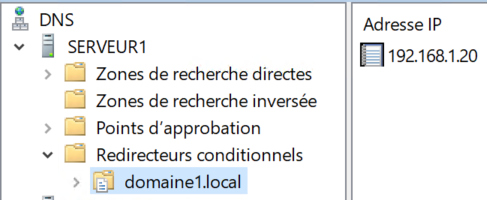 DNS
SERVEUR1
Zones de recherche directes
Zones de recherche inversée
Points d'approbation
Redirecteurs conditionnels
domaine1.local
Adresse IP
192.168.1.20